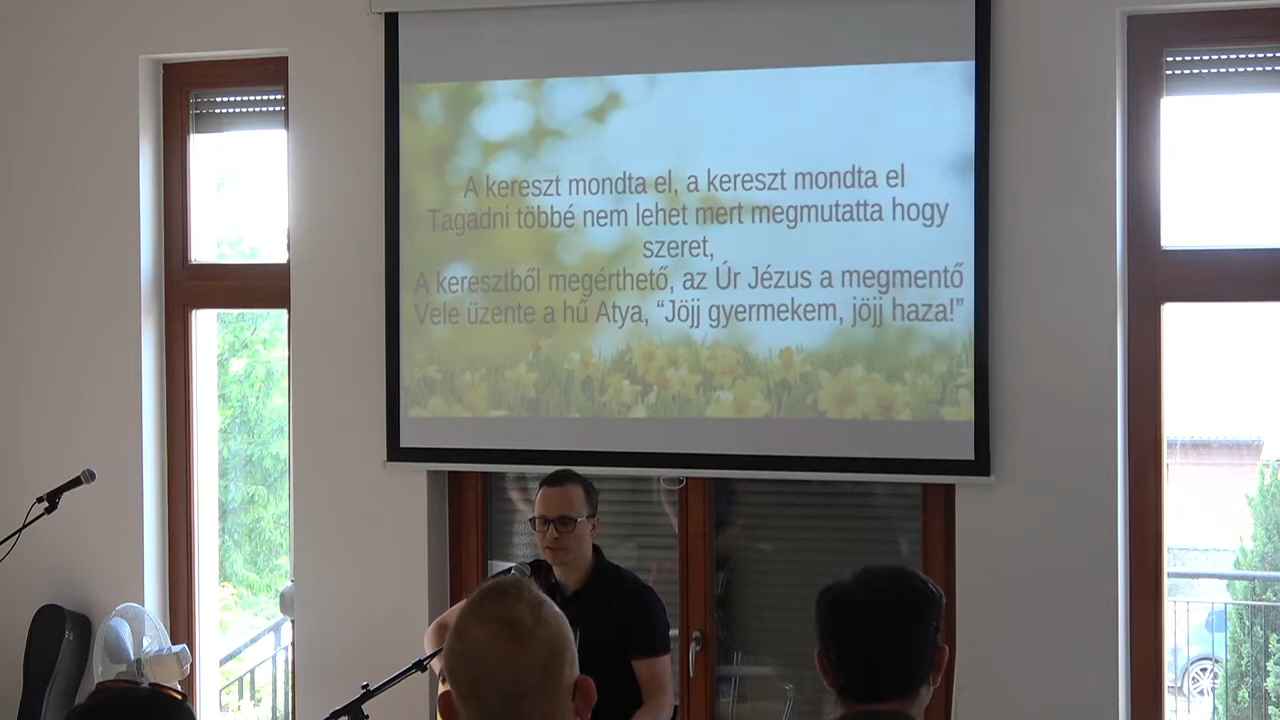 A kereszt mondta el, a kereszt mondta el
Tagadni többé nem lehet mert megmutatta hogy
szeret,
A keresztből megérthető, az Úr Jézus a megmentő
Vele üzente a hű Atya, “Jöjj gyermekem, jöjj haza!”